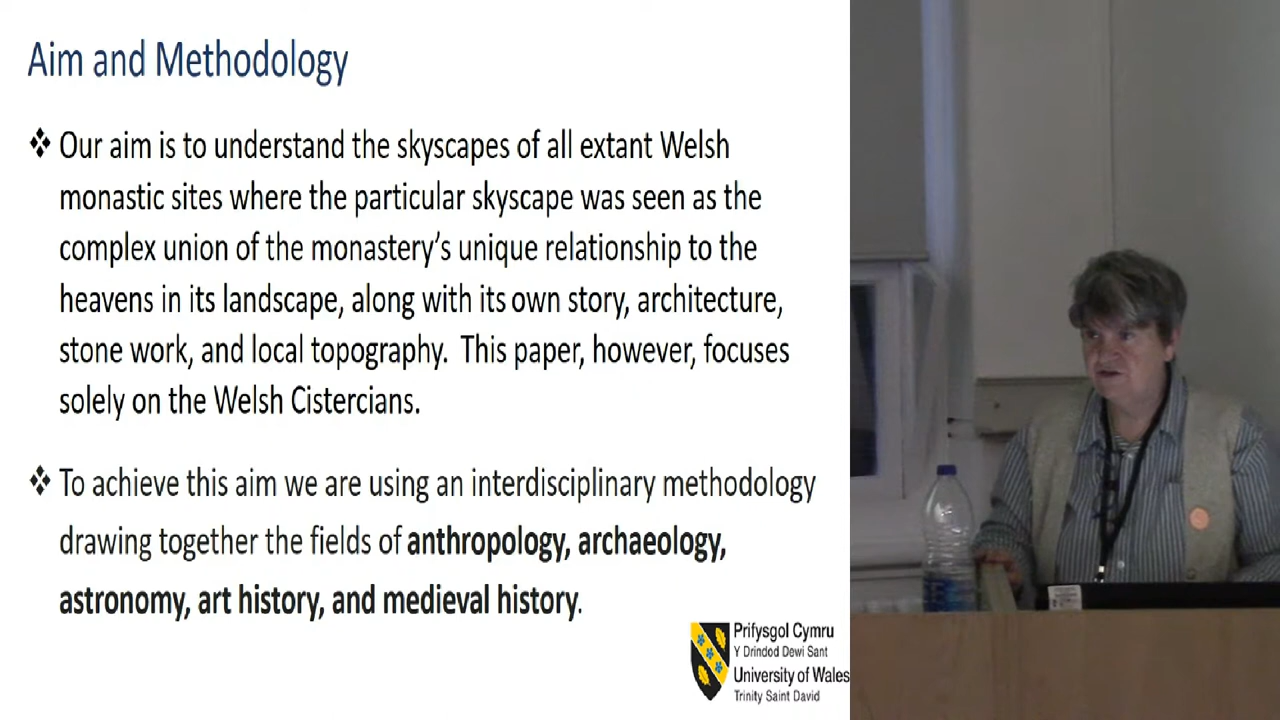 Aim and Methodology
❖ Our aim is to understand the skyscapes of all extant Welsh
monastic sites where the particular skyscape was seen as the
complex union of the monastery's unique relationship to the
heavens in its landscape, along with its own story, architecture,
stone work, and local topography. This paper, however, focuses
solely on the Welsh Cistercians.
❖ To achieve this aim we are using an interdisciplinary methodology
drawing together the fields of anthropology, archaeology,
astronomy, art history, and medieval history.
Prifysgol Cymru
Y Drindod Dewi Sant
University of Wales
Trinity Saint David